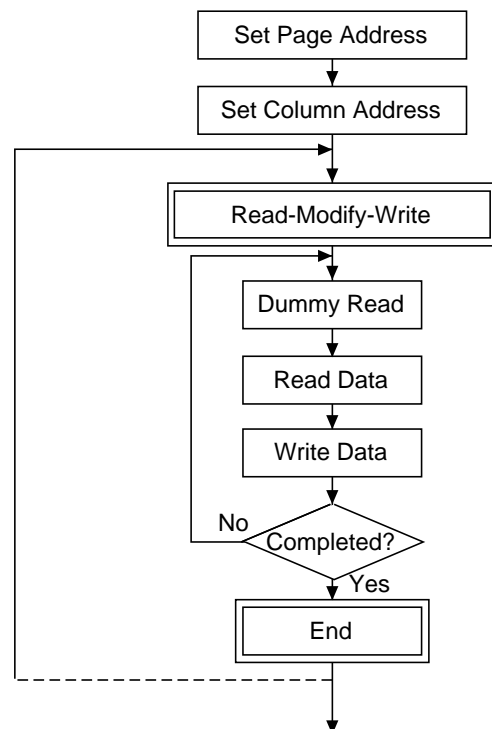 Set Page Address
Set Column Address
Read-Modify-Write
Dummy Read
Read Data
Write Data
No
Completed?
Yes
End